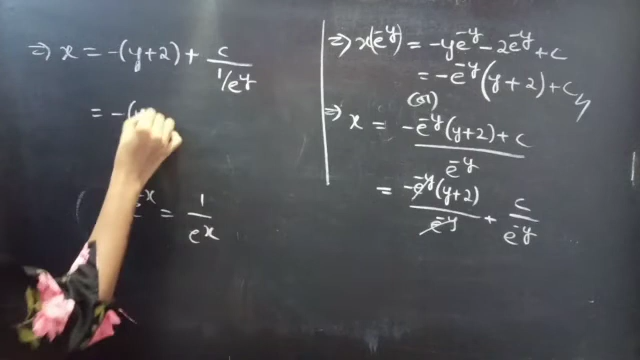 ⇒ x = -(y+2) + c/(1/e^y)
= -(y
e^-x = 1/e^x
⇒ x(e^-y) = -ye^-y - 2e^-y + c
= -e^-y(y+2) + c//
(or)
⇒ x = (-e^-y(y+2) + c)/e^-y
= -e^-y(y+2)/e^-y + c/e^-y